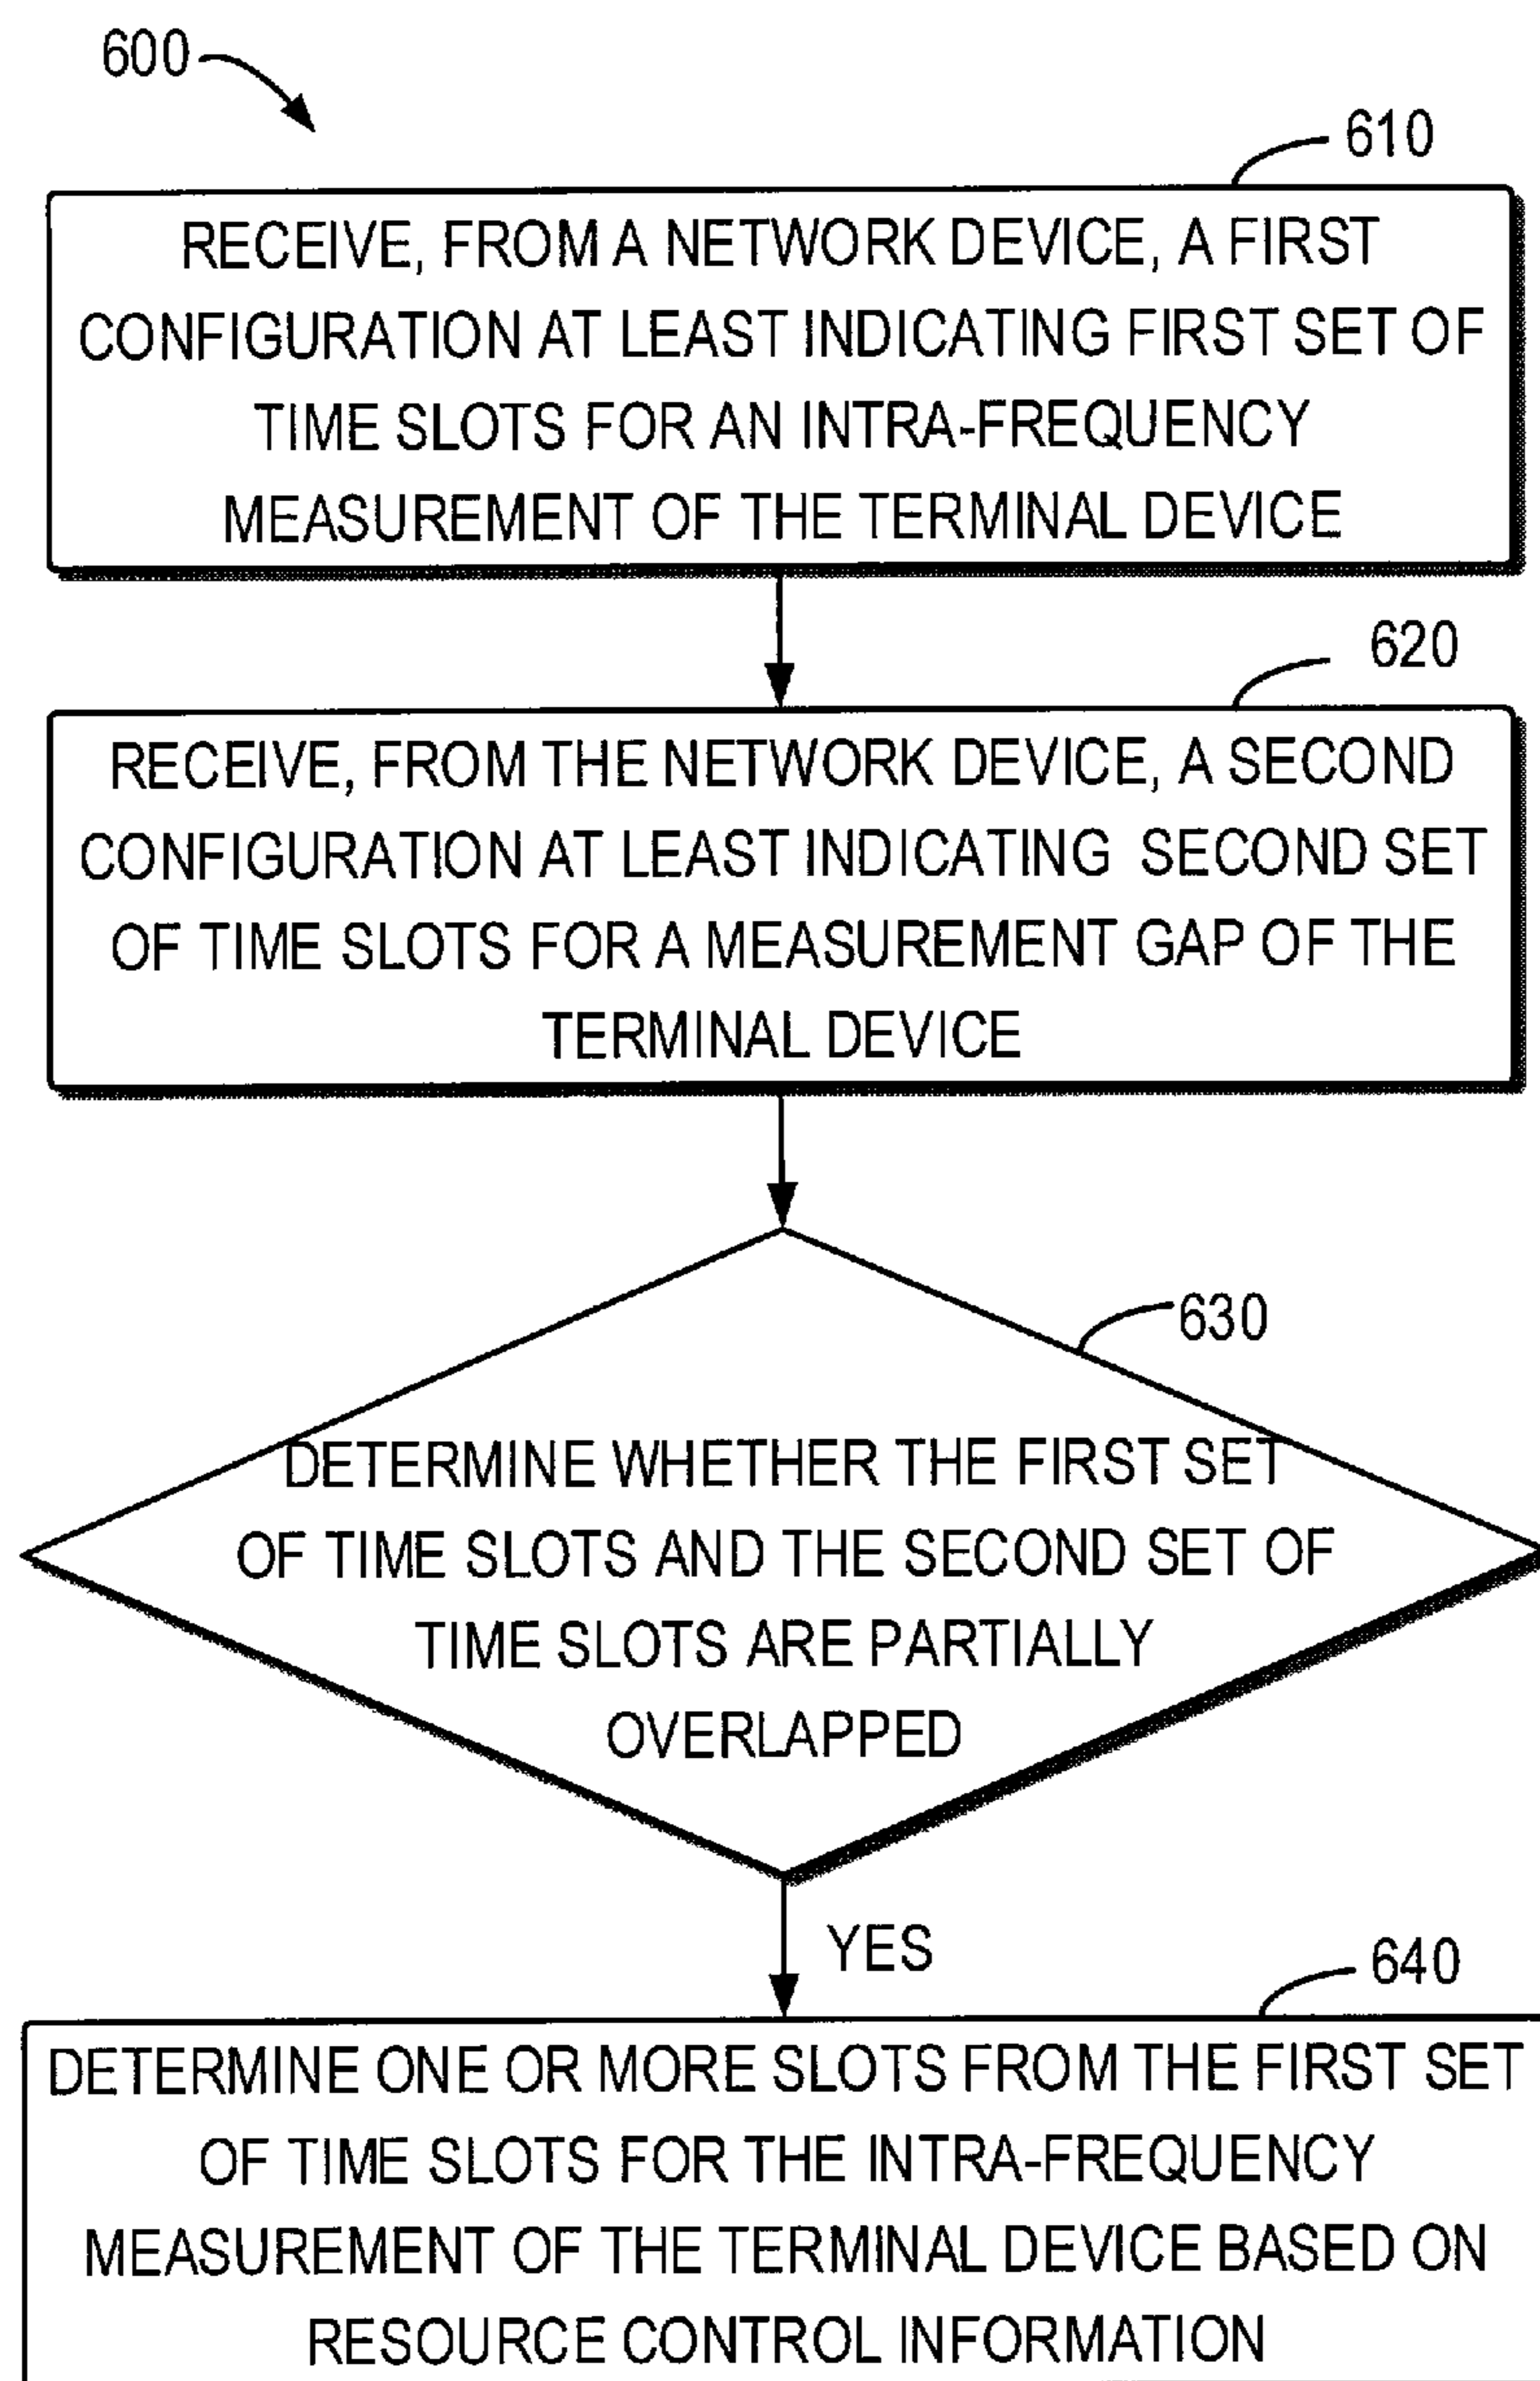 600
610
RECEIVE, FROM A NETWORK DEVICE, A FIRST
CONFIGURATION AT LEAST INDICATING FIRST SET OF
TIME SLOTS FOR AN INTRA-FREQUENCY
MEASUREMENT OF THE TERMINAL DEVICE
620
RECEIVE, FROM THE NETWORK DEVICE, A SECOND
CONFIGURATION AT LEAST INDICATING SECOND SET
OF TIME SLOTS FOR A MEASUREMENT GAP OF THE
TERMINAL DEVICE
630
DETERMINE WHETHER THE FIRST SET
OF TIME SLOTS AND THE SECOND SET OF
TIME SLOTS ARE PARTIALLY
OVERLAPPED
YES
640
DETERMINE ONE OR MORE SLOTS FROM THE FIRST SET
OF TIME SLOTS FOR THE INTRA-FREQUENCY
MEASUREMENT OF THE TERMINAL DEVICE BASED ON
RESOURCE CONTROL INFORMATION